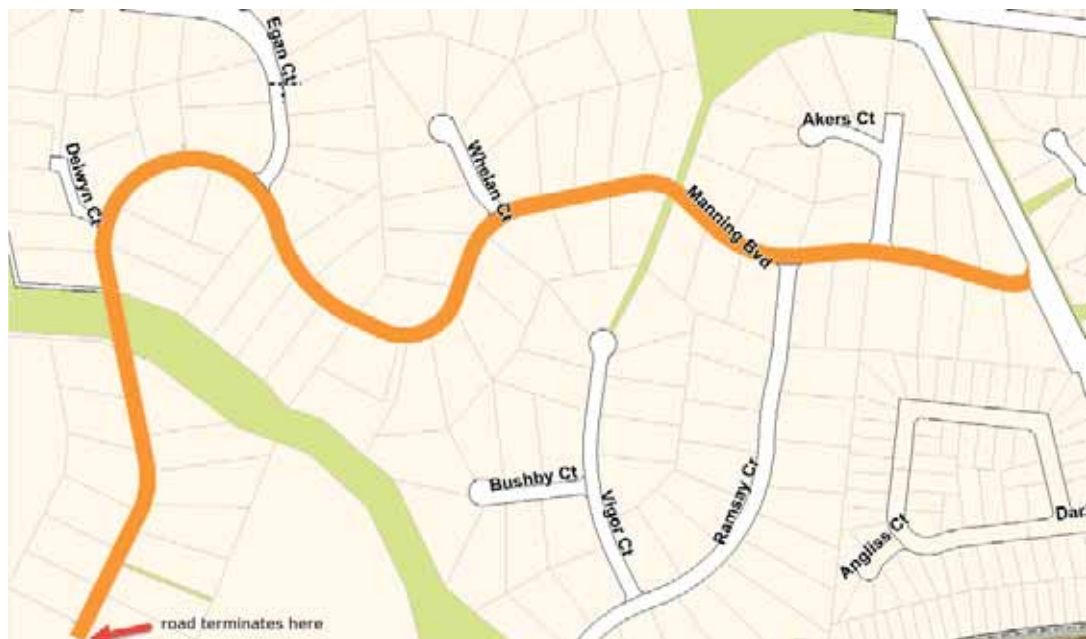 Egan Ct
Akers Ct
Whelan Ct
Delwyn Ct
Manning Bvd
Bushby Ct
Vigor Ct
Ramsay Cr
Angliss Ct
Dar
road terminates here